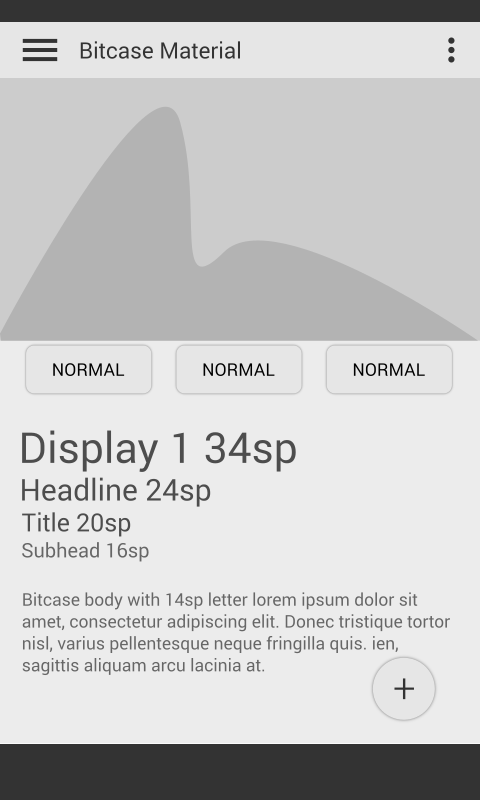 Bitcase Material
NORMAL NORMAL NORMAL
Display 1 34sp
Headline 24sp
Title 20sp
Subhead 16sp
Bitcase body with 14sp letter lorem ipsum dolor sit
amet, consectetur adipiscing elit. Donec tristique tortor
nisl, varius pellentesque neque fringilla quis. ien,
sagittis aliquam arcu lacinia at.
+